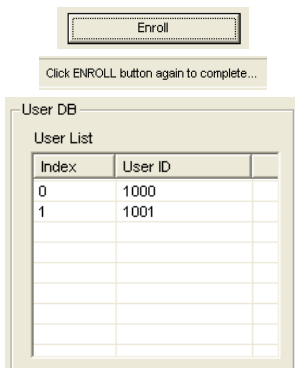 Enroll
Click ENROLL button again to complete...
User DB
User List
Index User ID
0 1000
1 1001